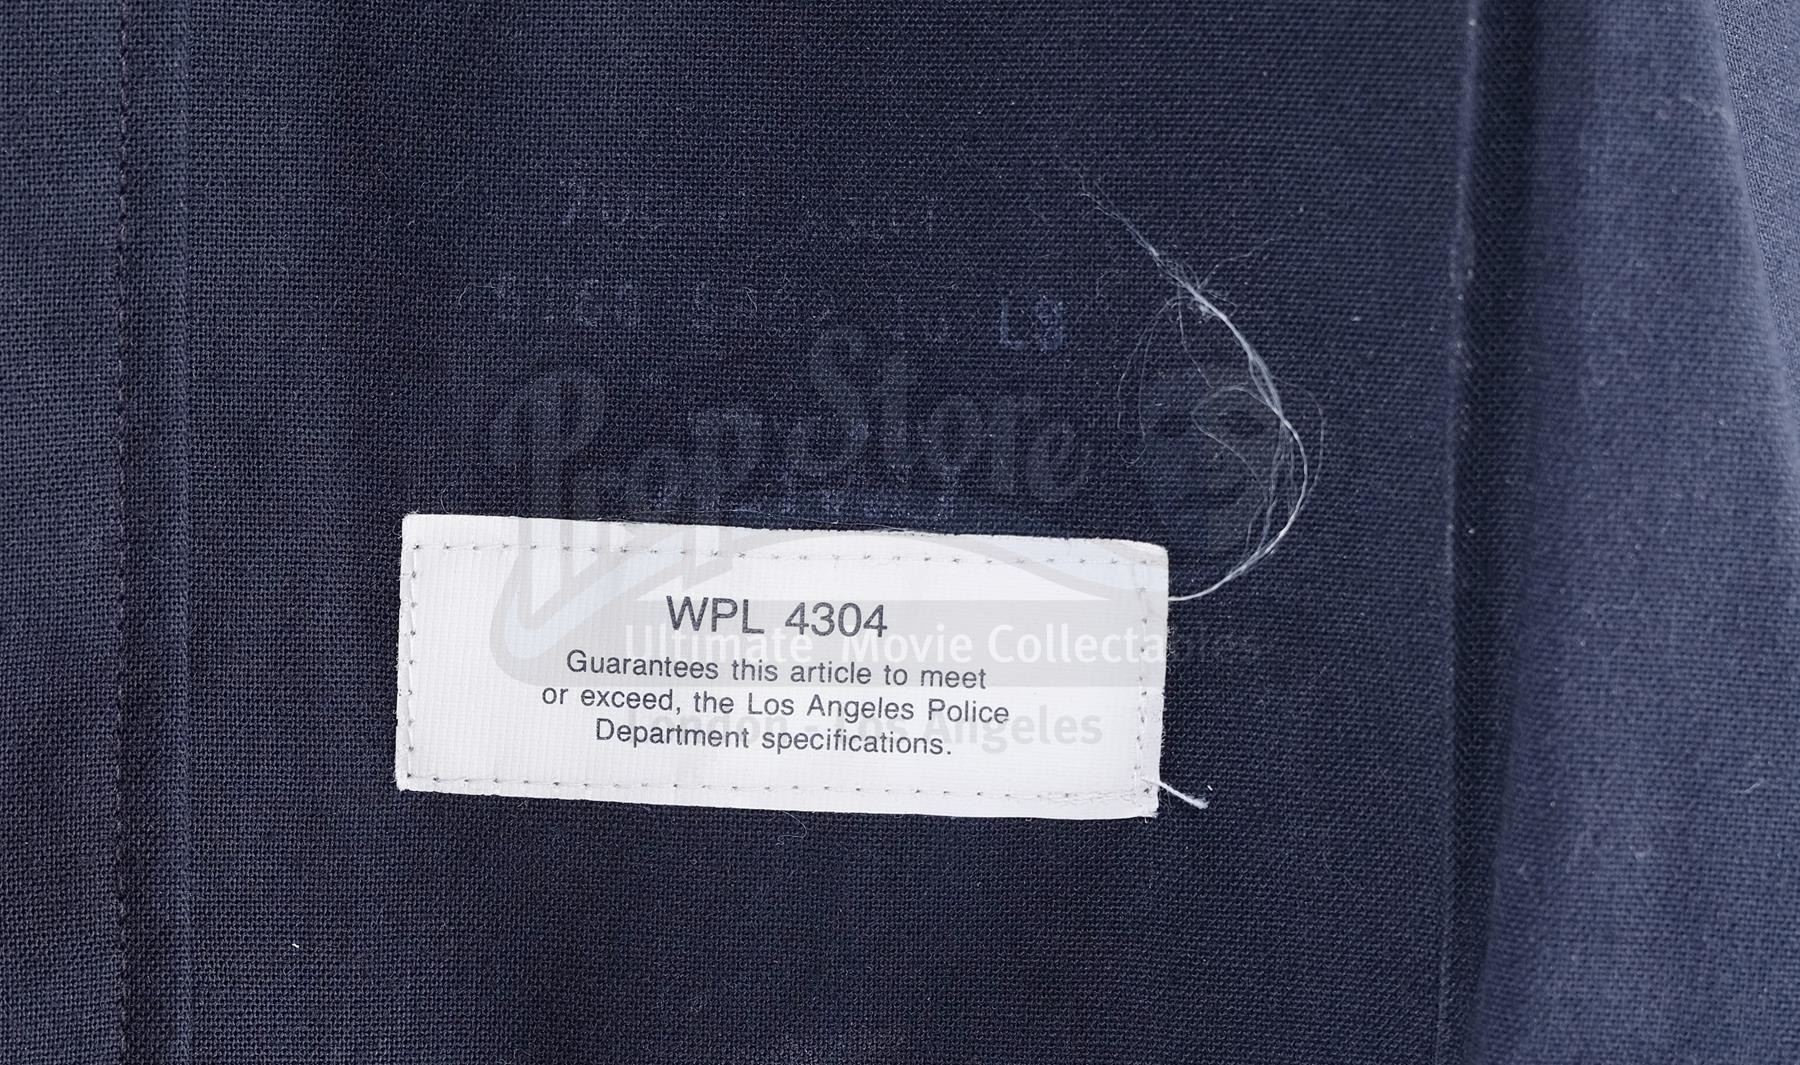 L9
Prop Store
WPL 4304
Ultimate Movie Collectables
Guarantees this article to meet
or exceed, the Los Angeles Police
London - Los Angeles
Department specifications.